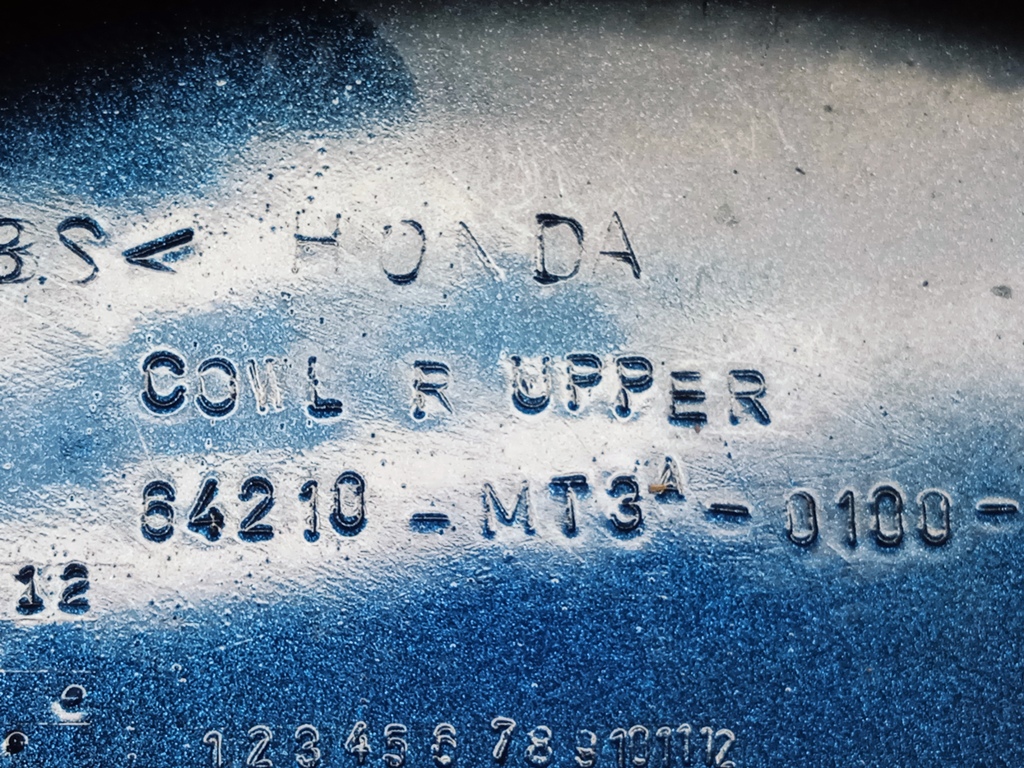 BS< HONDA
COWL R UPPER
64210-MT3A-0100-
12
1 2 3 4 5 6 7 8 9 10 11 12